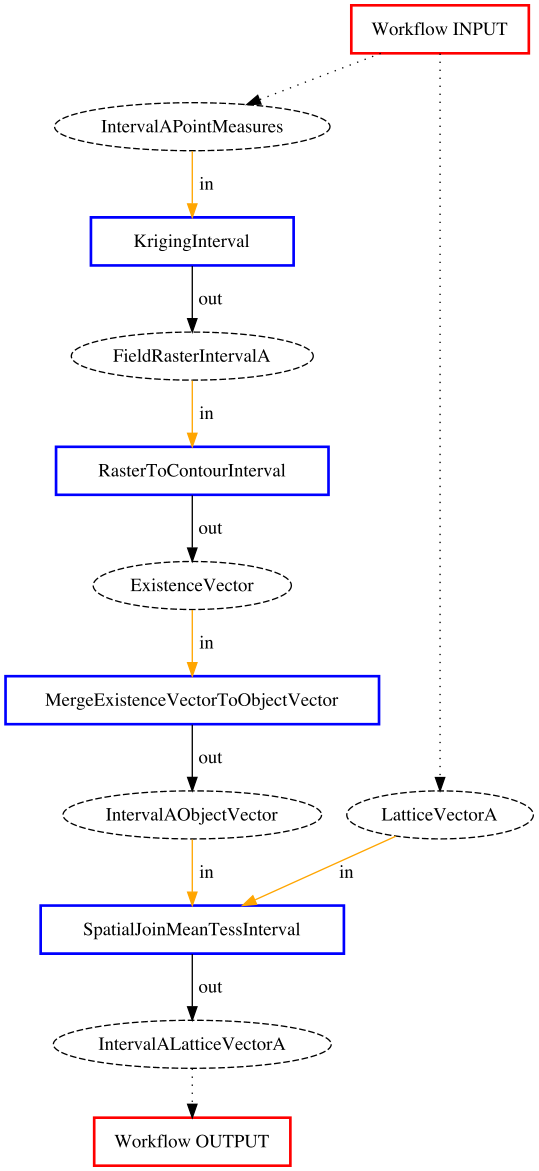 Workflow INPUT
IntervalAPointMeasures
in
KrigingInterval
out
FieldRasterIntervalA
in
RasterToContourInterval
out
ExistenceVector
in
MergeExistenceVectorToObjectVector
out
IntervalAObjectVector
LatticeVectorA
in
in
SpatialJoinMeanTessInterval
out
IntervalALatticeVectorA
Workflow OUTPUT